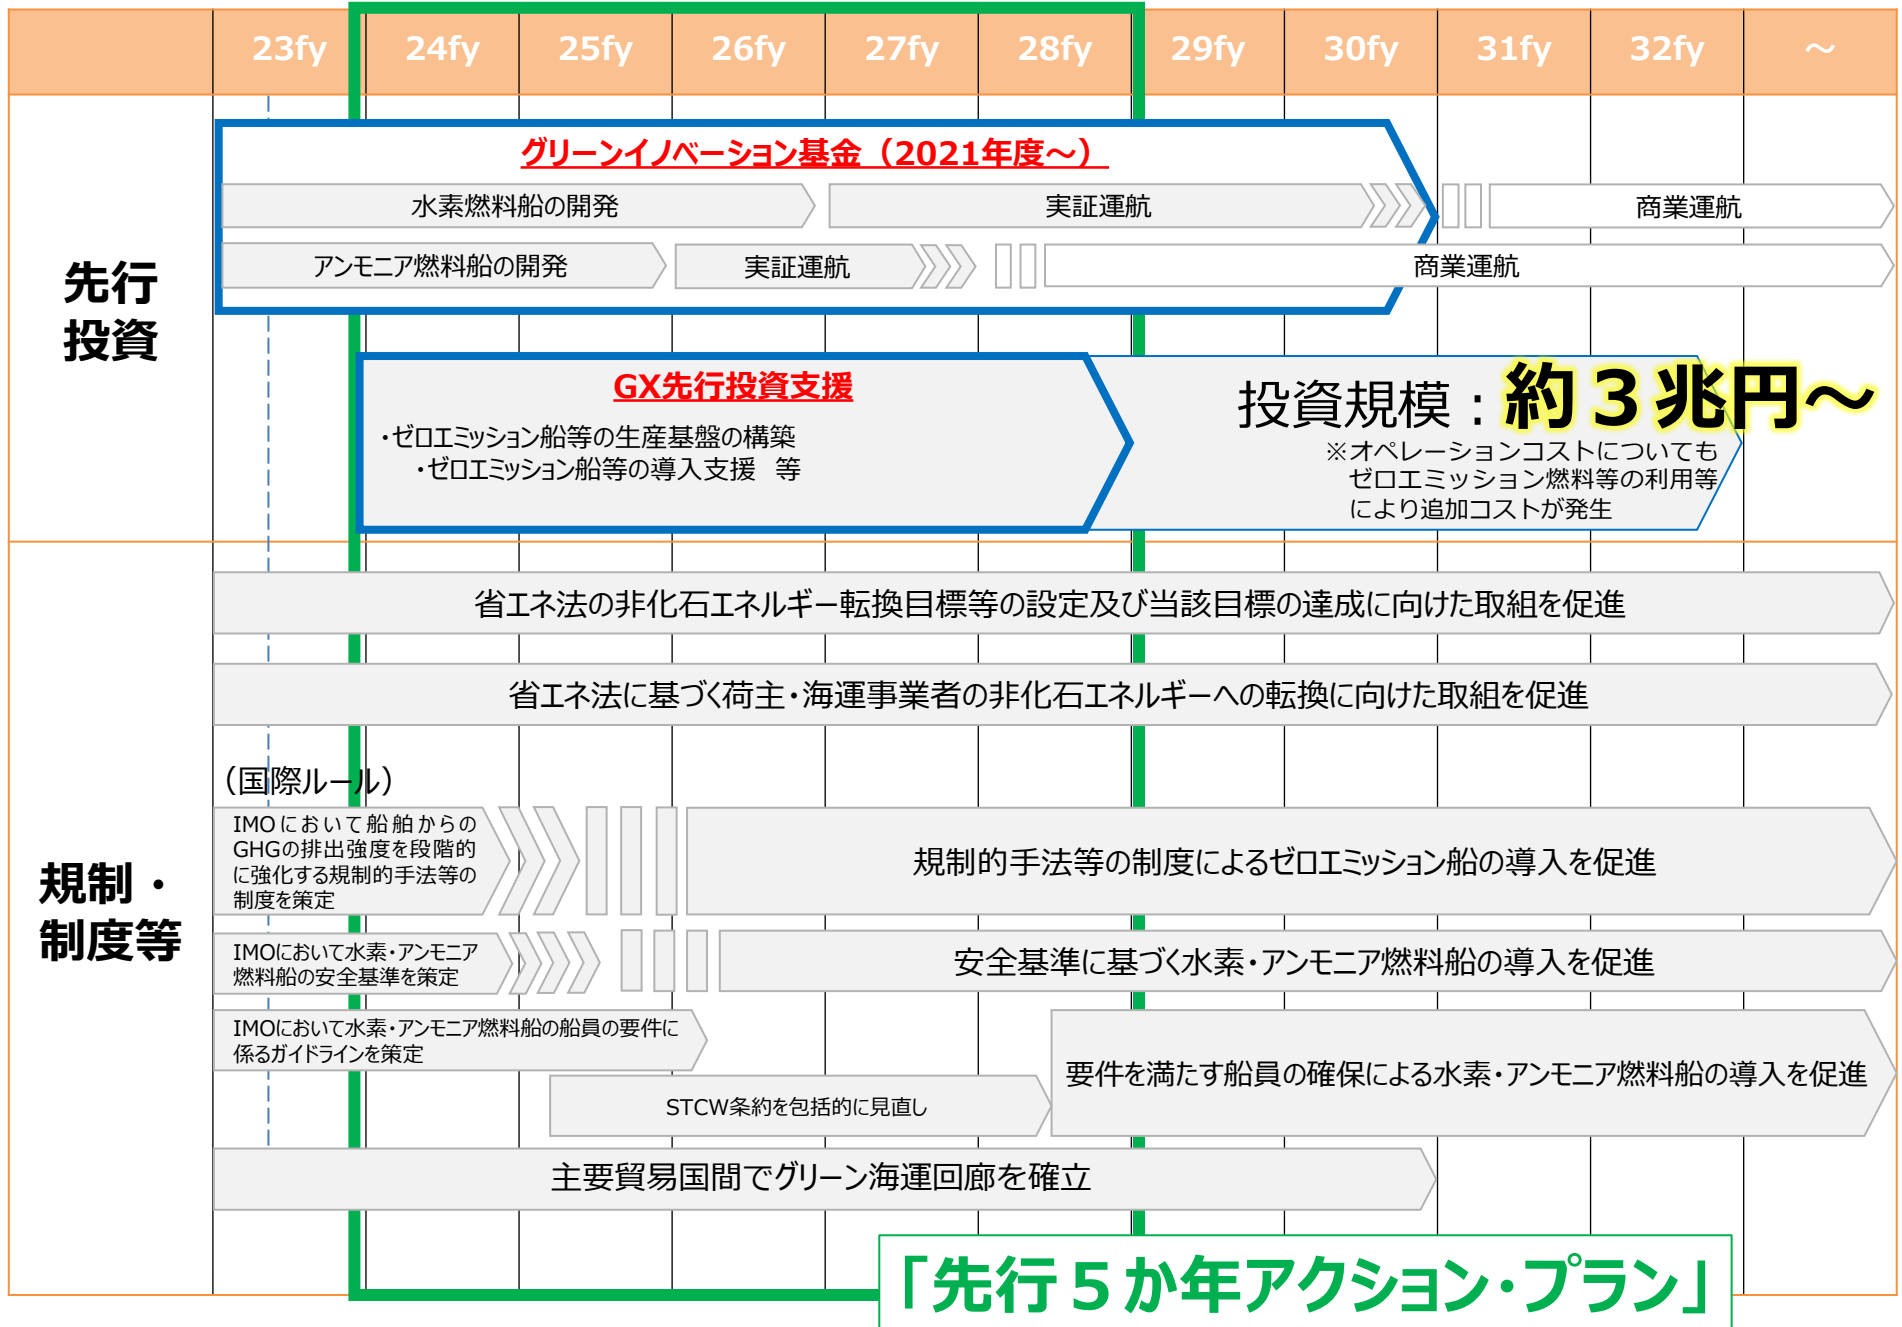 23fy 24fy 25fy 26fy 27fy 28fy 29fy 30fy 31fy 32fy ～
先行
投資
グリーンイノベーション基金（2021年度～）
水素燃料船の開発 実証運航 商業運航
アンモニア燃料船の開発 実証運航 商業運航
GX先行投資支援
・ゼロエミッション船等の生産基盤の構築
・ゼロエミッション船等の導入支援　等
投資規模：約３兆円～
※オペレーションコストについても
ゼロエミッション燃料等の利用等
により追加コストが発生
規制・
制度等
省エネ法の非化石エネルギー転換目標等の設定及び当該目標の達成に向けた取組を促進
省エネ法に基づく荷主・海運事業者の非化石エネルギーへの転換に向けた取組を促進
（国際ルール）
IMOにおいて船舶からの
GHGの排出強度を段階的
に強化する規制的手法等の
制度を策定
規制的手法等の制度によるゼロエミッション船の導入を促進
IMOにおいて水素・アンモニア
燃料船の安全基準を策定
安全基準に基づく水素・アンモニア燃料船の導入を促進
IMOにおいて水素・アンモニア燃料船の船員の要件に
係るガイドラインを策定
STCW条約を包括的に見直し
要件を満たす船員の確保による水素・アンモニア燃料船の導入を促進
主要貿易国間でグリーン海運回廊を確立
「先行５か年アクション・プラン」